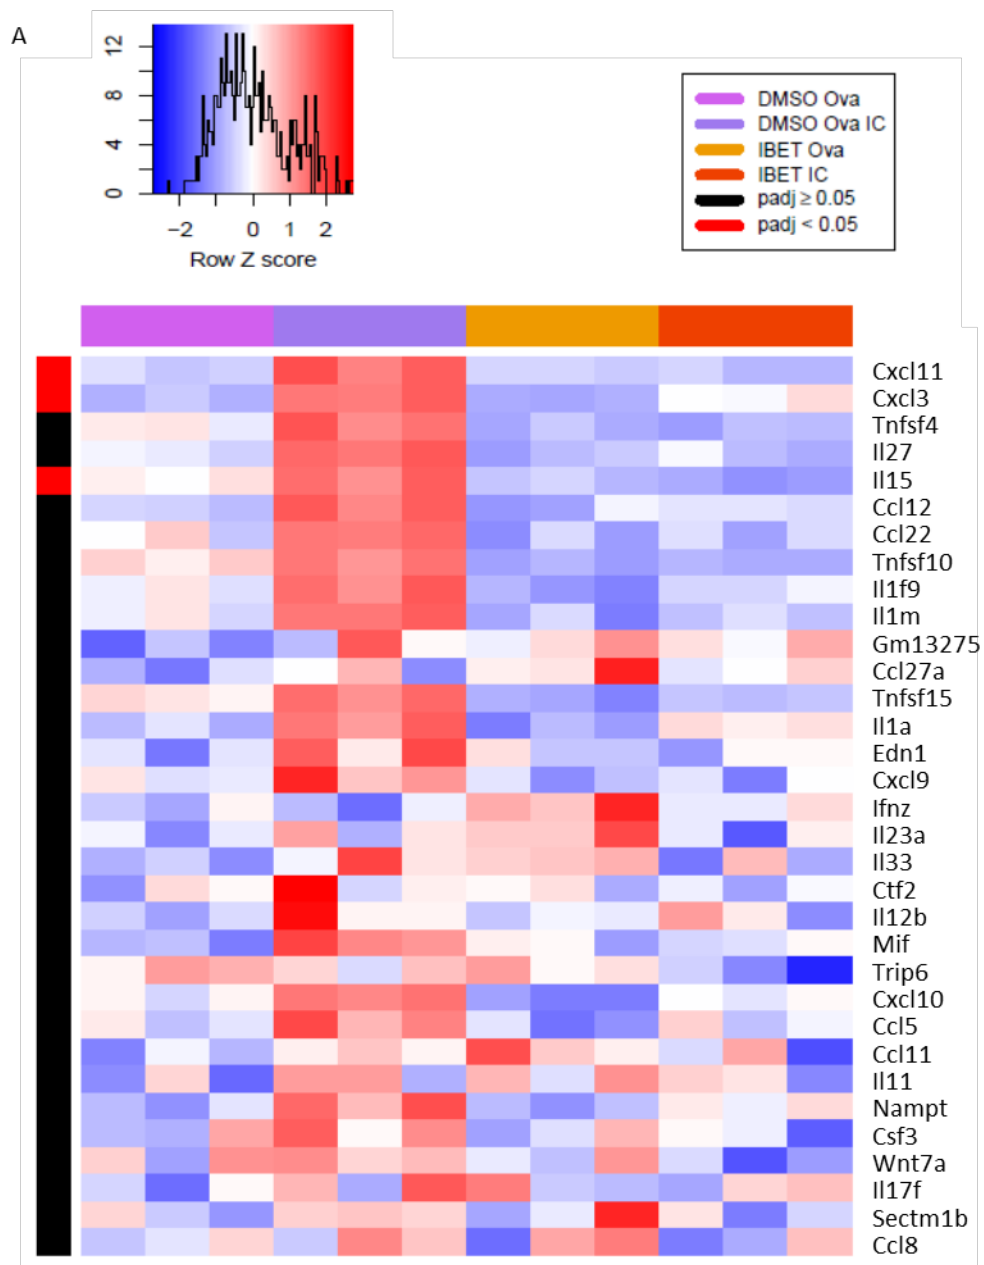 A
12
8
4
0
−2 0 1 2
Row Z score
DMSO Ova
DMSO Ova IC
IBET Ova
IBET IC
padj ≥ 0.05
padj < 0.05
Cxcl11
Cxcl3
Tnfsf4
Il27
Il15
Ccl12
Ccl22
Tnfsf10
Il1f9
Il1m
Gm13275
Ccl27a
Tnfsf15
Il1a
Edn1
Cxcl9
Ifnz
Il23a
Il33
Ctf2
Il12b
Mif
Trip6
Cxcl10
Ccl5
Ccl11
Il11
Nampt
Csf3
Wnt7a
Il17f
Sectm1b
Ccl8